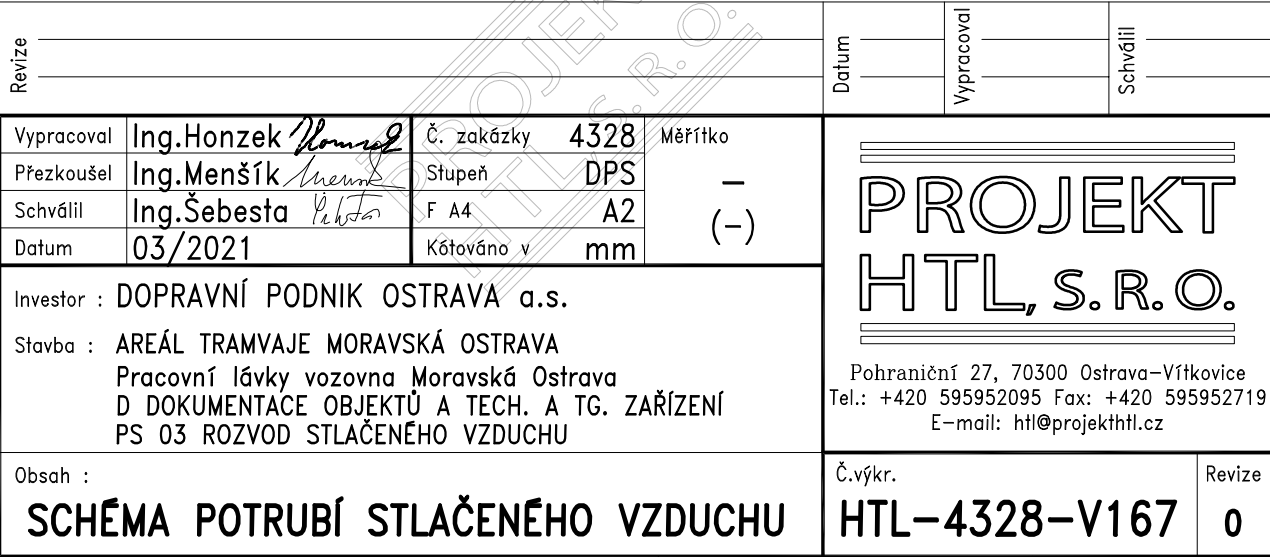 Revize Datum Vypracoval Schválil
Vypracoval Ing.Honzek Č. zakázky 4328 Měřítko
Přezkoušel Ing.Menšík Stupeň DPS –
Schválil Ing.Šebesta F A4 A2 (-)
Datum 03/2021 Kótováno v mm
PROJEKT
HTL, S. R. O.
Investor : DOPRAVNÍ PODNIK OSTRAVA a.s.
Stavba : AREÁL TRAMVAJE MORAVSKÁ OSTRAVA
Pracovní lávky vozovna Moravská Ostrava
D DOKUMENTACE OBJEKTŮ A TECH. A TG. ZAŘÍZENÍ
PS 03 ROZVOD STLAČENÉHO VZDUCHU
Pohraniční 27, 70300 Ostrava-Vítkovice
Tel.: +420 595952095 Fax: +420 595952719
E-mail: htl@projekthtl.cz
Obsah :
SCHÉMA POTRUBÍ STLAČENÉHO VZDUCHU
Č.výkr. Revize
HTL-4328-V167 0
PROJEK
HTL, S. R. O.